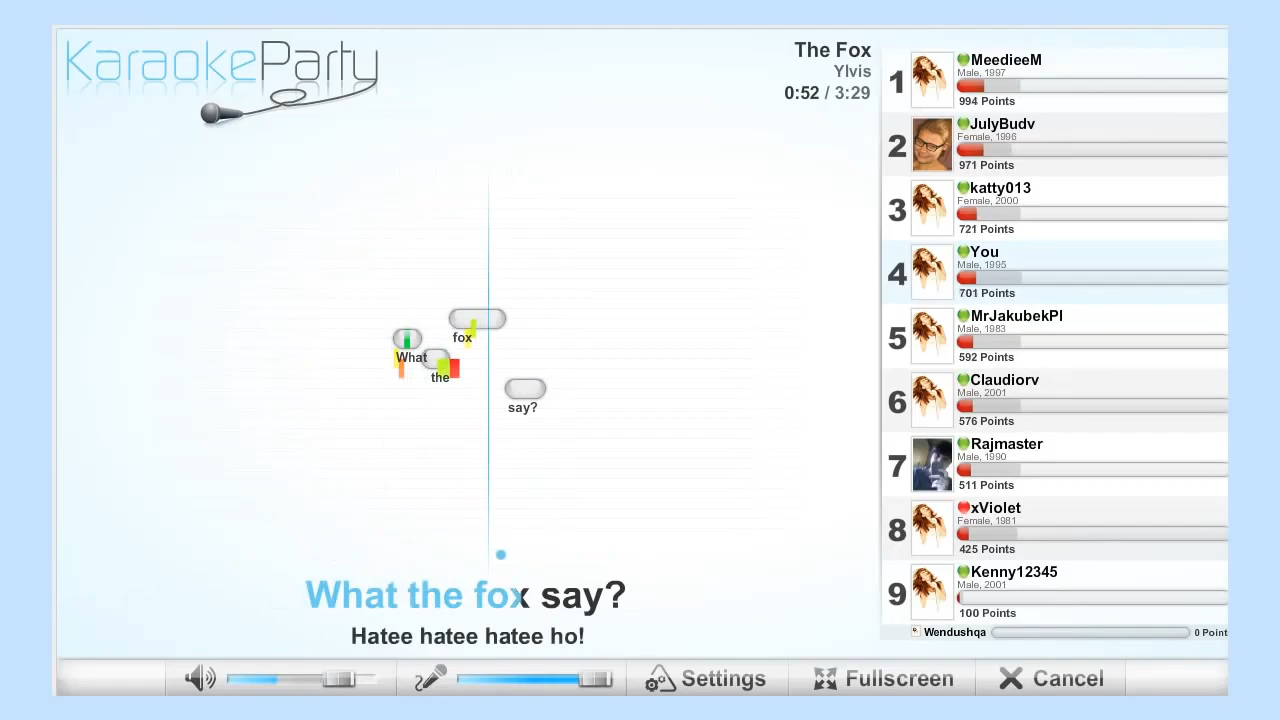 KaraokeParty
The Fox
Ylvis
0:52 / 3:29
fox
What
the
say?
What the fox say?
Hatee hatee hatee ho!
1
MeedieeM
Male, 1997
994 Points
2
JulyBudv
Female, 1996
971 Points
3
katty013
Female, 2000
721 Points
4
You
Male, 1995
701 Points
5
MrJakubekPl
Male, 1983
592 Points
6
Claudiorv
Male, 2001
576 Points
7
Rajmaster
Male, 1990
511 Points
8
xViolet
Female, 1981
425 Points
9
Kenny12345
Male, 2001
100 Points
Wendushqa 0 Point
Settings Fullscreen Cancel